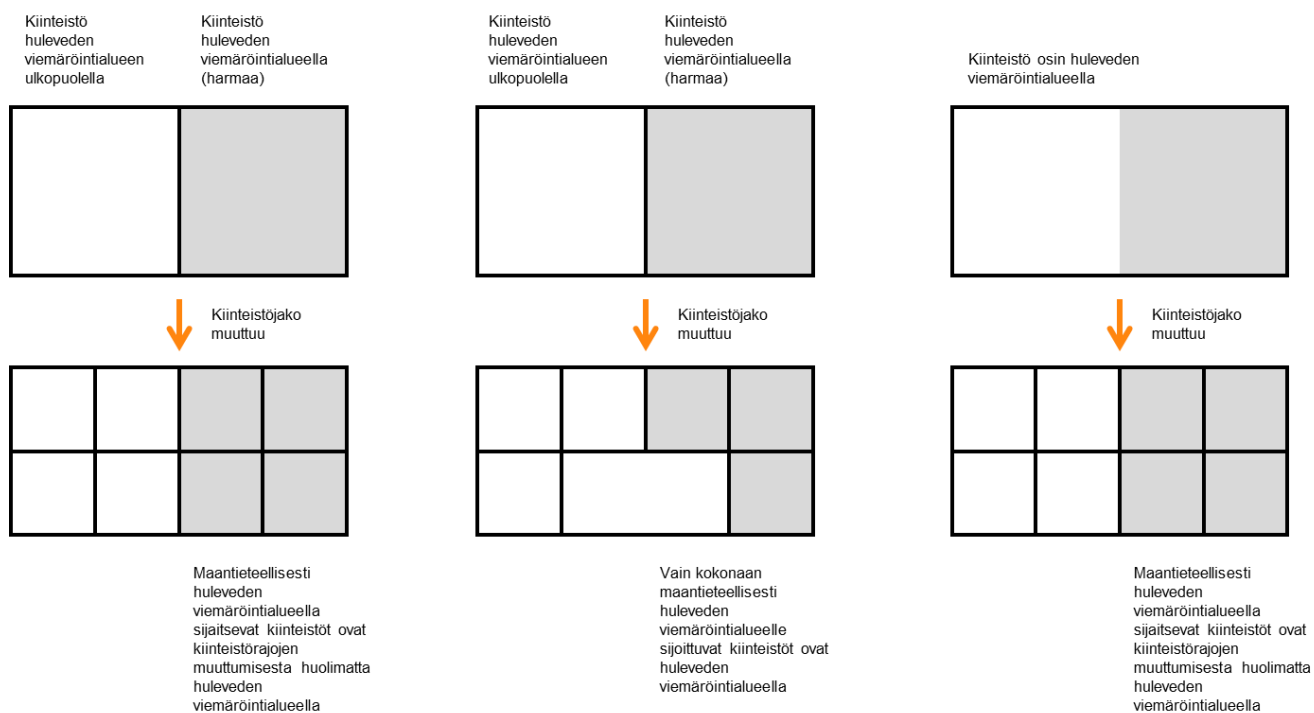 Kiinteistö
huleveden
viemäröintialueen
ulkopuolella
Kiinteistö
huleveden
viemäröintialueella
(harmaa)
Kiinteistö
huleveden
viemäröintialueen
ulkopuolella
Kiinteistö
huleveden
viemäröintialueella
(harmaa)
Kiinteistö osin huleveden
viemäröintialueella
Kiinteistöjako
muuttuu
Kiinteistöjako
muuttuu
Kiinteistöjako
muuttuu
Maantieteellisesti
huleveden
viemäröintialueella
sijaitsevat kiinteistöt ovat
kiinteistörajojen
muuttumisesta huolimatta
huleveden
viemäröintialueella
Vain kokonaan
maantieteellisesti
huleveden
viemäröintialueelle
sijoittuvat kiinteistöt ovat
huleveden
viemäröintialueella
Maantieteellisesti
huleveden
viemäröintialueella
sijaitsevat kiinteistöt ovat
kiinteistörajojen
muuttumisesta huolimatta
huleveden
viemäröintialueella